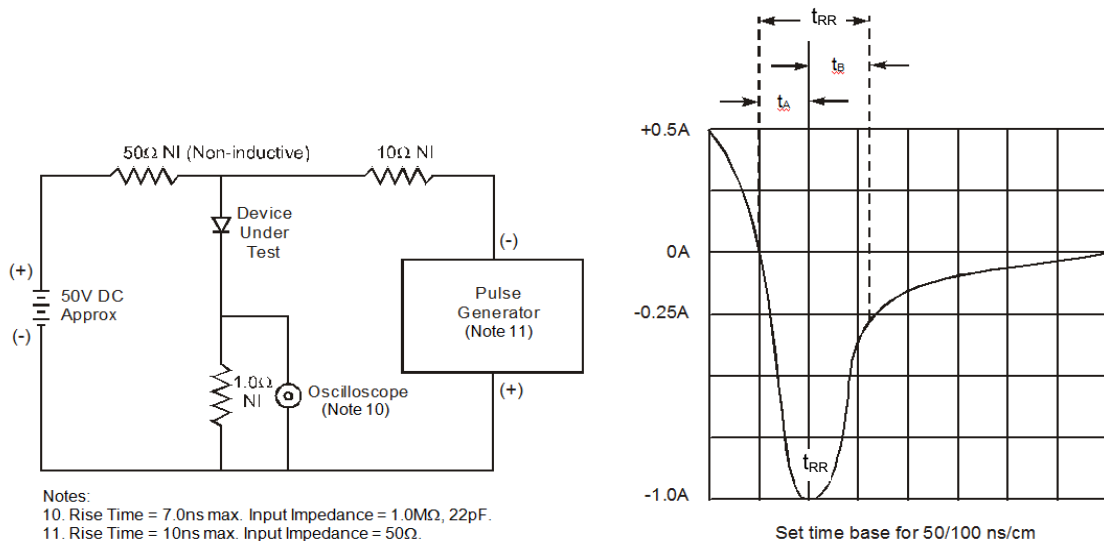 50Ω NI (Non-inductive)
10Ω NI
Device
Under
Test
(+)
50V DC
Approx
(-)
(-)
Pulse
Generator
(Note 11)
(+)
1.0Ω
NI
Oscilloscope
(Note 10)
Notes:
10. Rise Time = 7.0ns max. Input Impedance = 1.0MΩ, 22pF.
11. Rise Time = 10ns max. Input Impedance = 50Ω.
tRR
tB
tA
+0.5A
0A
-0.25A
tRR
-1.0A
Set time base for 50/100 ns/cm